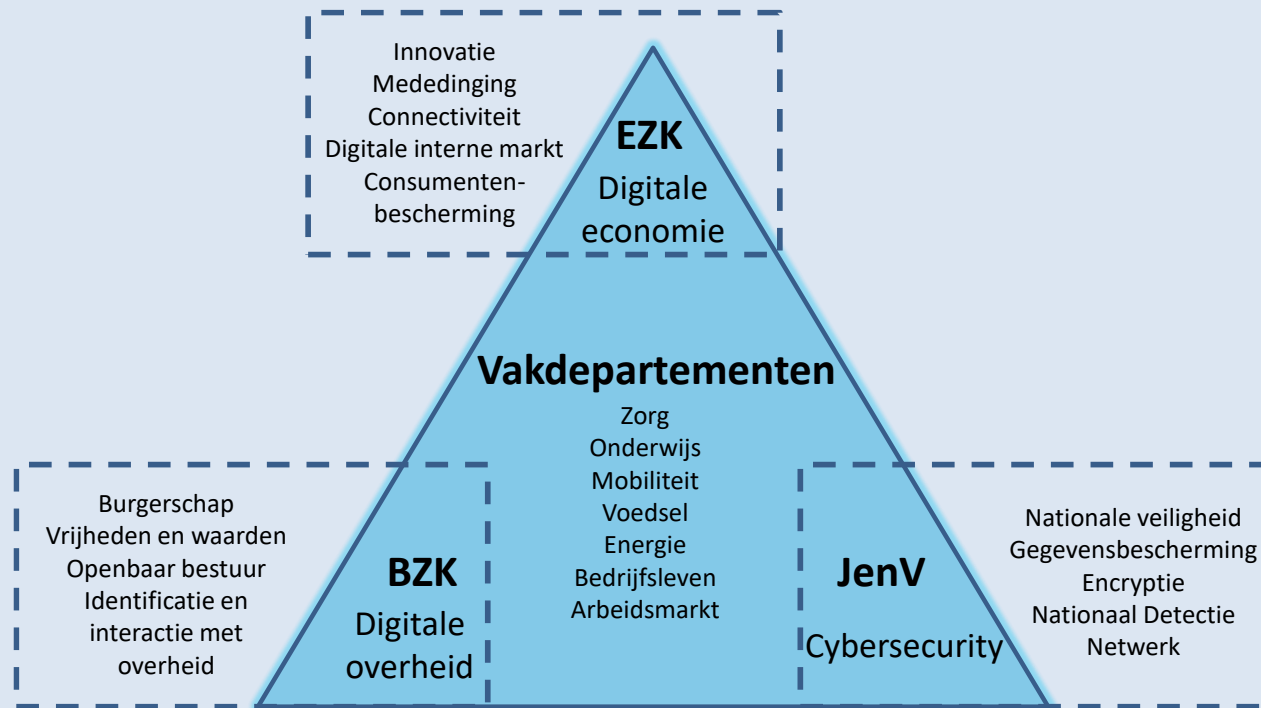 Innovatie
Mededinging
Connectiviteit
Digitale interne markt
Consumenten-
bescherming
EZK
Digitale
economie
Vakdepartementen
Zorg
Onderwijs
Mobiliteit
Voedsel
Energie
Bedrijfsleven
Arbeidsmarkt
Burgerschap
Vrijheden en waarden
Openbaar bestuur
Identificatie en
interactie met
overheid
BZK
Digitale
overheid
JenV
Cybersecurity
Nationale veiligheid
Gegevensbescherming
Encryptie
Nationaal Detectie
Netwerk